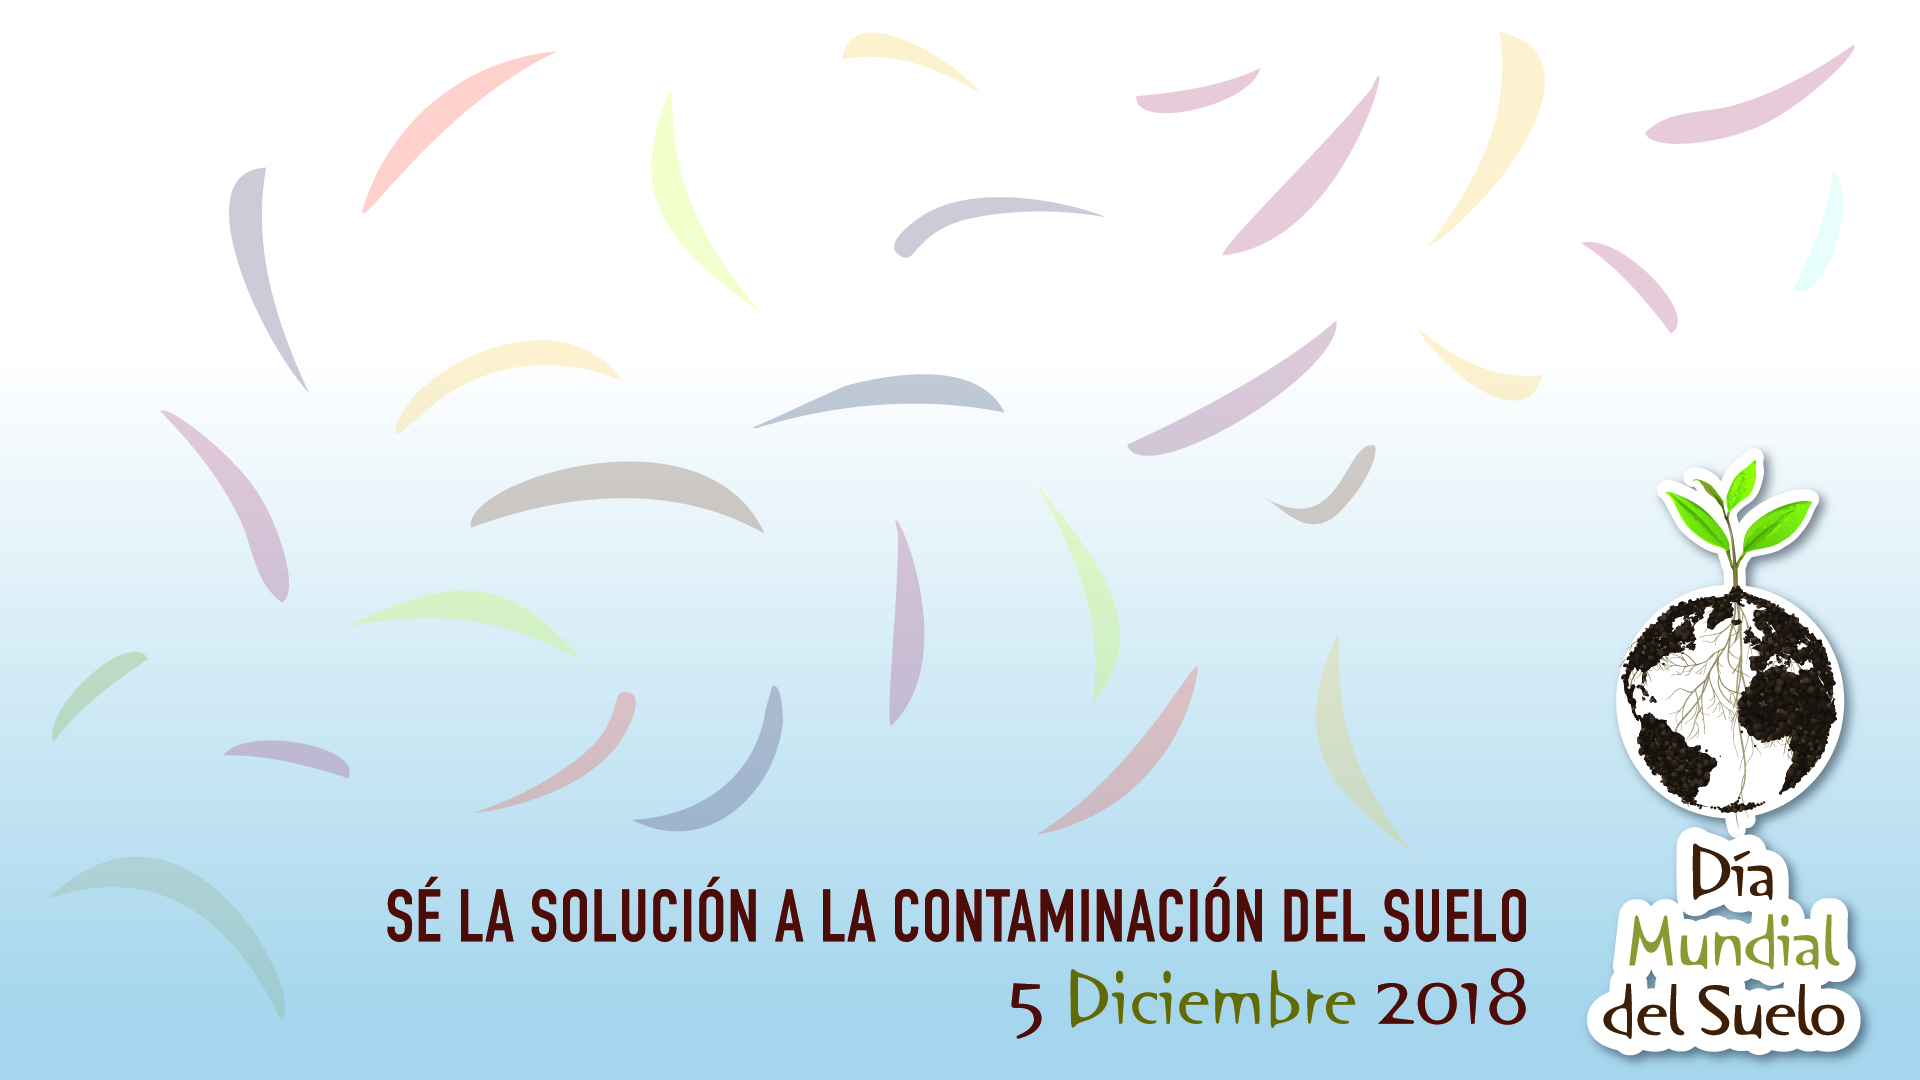 SÉ LA SOLUCIÓN A LA CONTAMINACIÓN DEL SUELO
5 Diciembre 2018
Día
Mundial
del Suelo